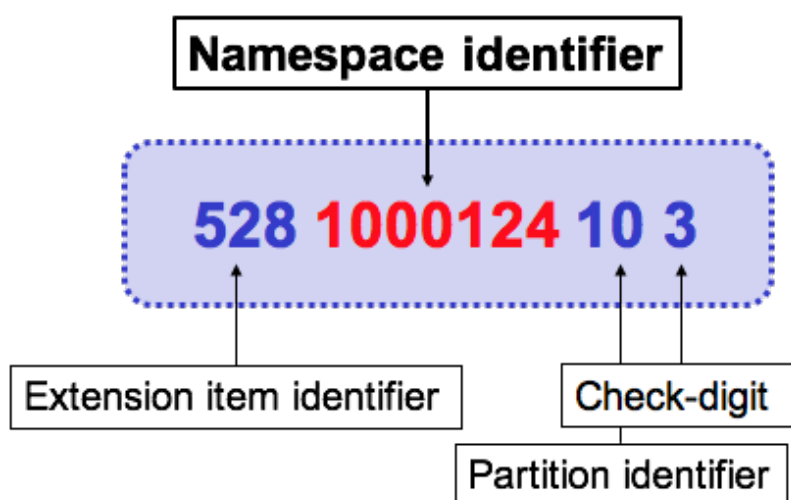 Namespace identifier
528 1000124 10 3
Extension item identifier
Check-digit
Partition identifier